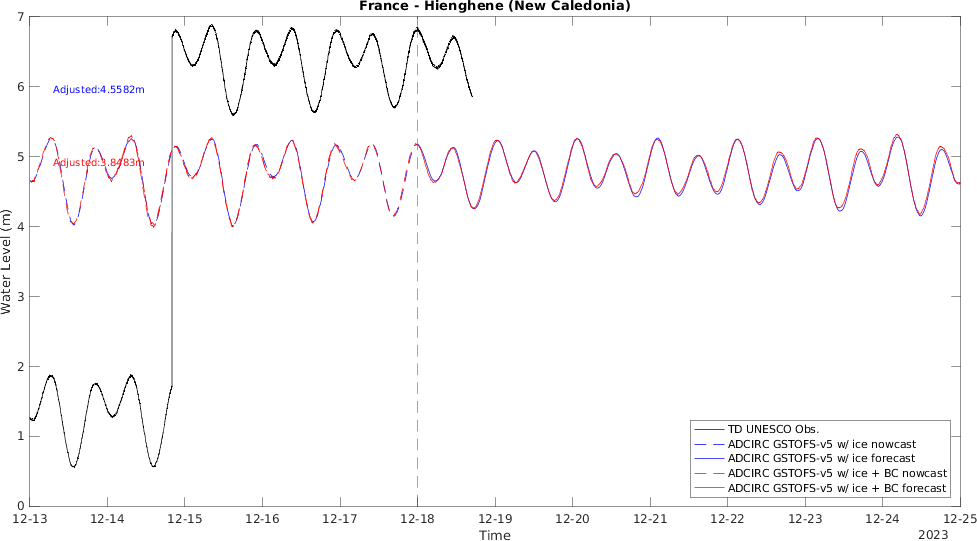 France - Hienghene (New Caledonia)
7
6
5
4
3
2
1
0
Water Level (m)
Adjusted:4.5582m
Adjusted:3.8483m
TD UNESCO Obs.
ADCIRC GSTOFS-v5 w/ ice nowcast
ADCIRC GSTOFS-v5 w/ ice forecast
ADCIRC GSTOFS-v5 w/ ice + BC nowcast
ADCIRC GSTOFS-v5 w/ ice + BC forecast
12-13 12-14 12-15 12-16 12-17 12-18 12-19 12-20 12-21 12-22 12-23 12-24 12-25
Time
2023